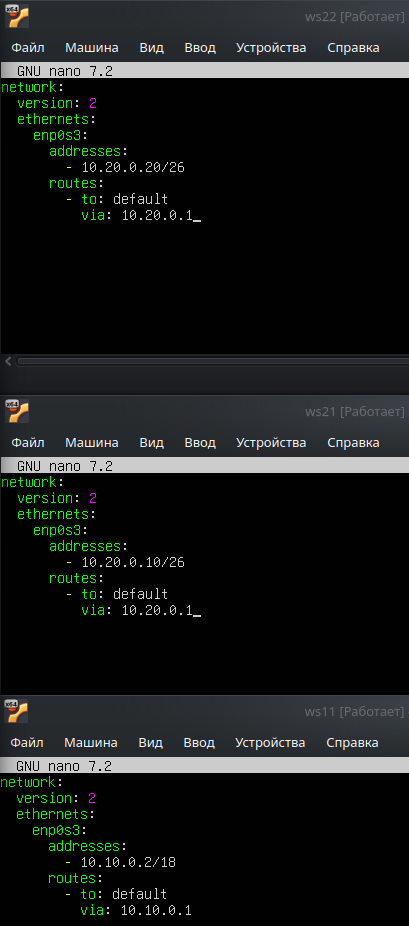 ws22 [Работает]
Файл Машина Вид Ввод Устройства Справка
GNU nano 7.2
network:
  version: 2
  ethernets:
    enp0s3:
      addresses:
        - 10.20.0.20/26
      routes:
        - to: default
          via: 10.20.0.1_
ws21 [Работает]
Файл Машина Вид Ввод Устройства Справка
GNU nano 7.2
network:
  version: 2
  ethernets:
    enp0s3:
      addresses:
        - 10.20.0.10/26
      routes:
        - to: default
          via: 10.20.0.1_
ws11 [Работает] -
Файл Машина Вид Ввод Устройства Справка
GNU nano 7.2
network:
  version: 2
  ethernets:
    enp0s3:
      addresses:
        - 10.10.0.2/18
      routes:
        - to: default
          via: 10.10.0.1